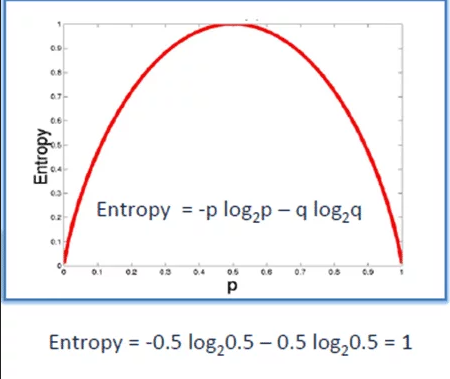 1
0.9
0.8
0.7
0.6
0.5
0.4
0.3
0.2
0.1
0
Entropy
Entropy = -p log₂p – q log₂q
0 0.1 0.2 0.3 0.4 0.5 0.6 0.7 0.8 0.9 1
p
Entropy = -0.5 log₂0.5 – 0.5 log₂0.5 = 1